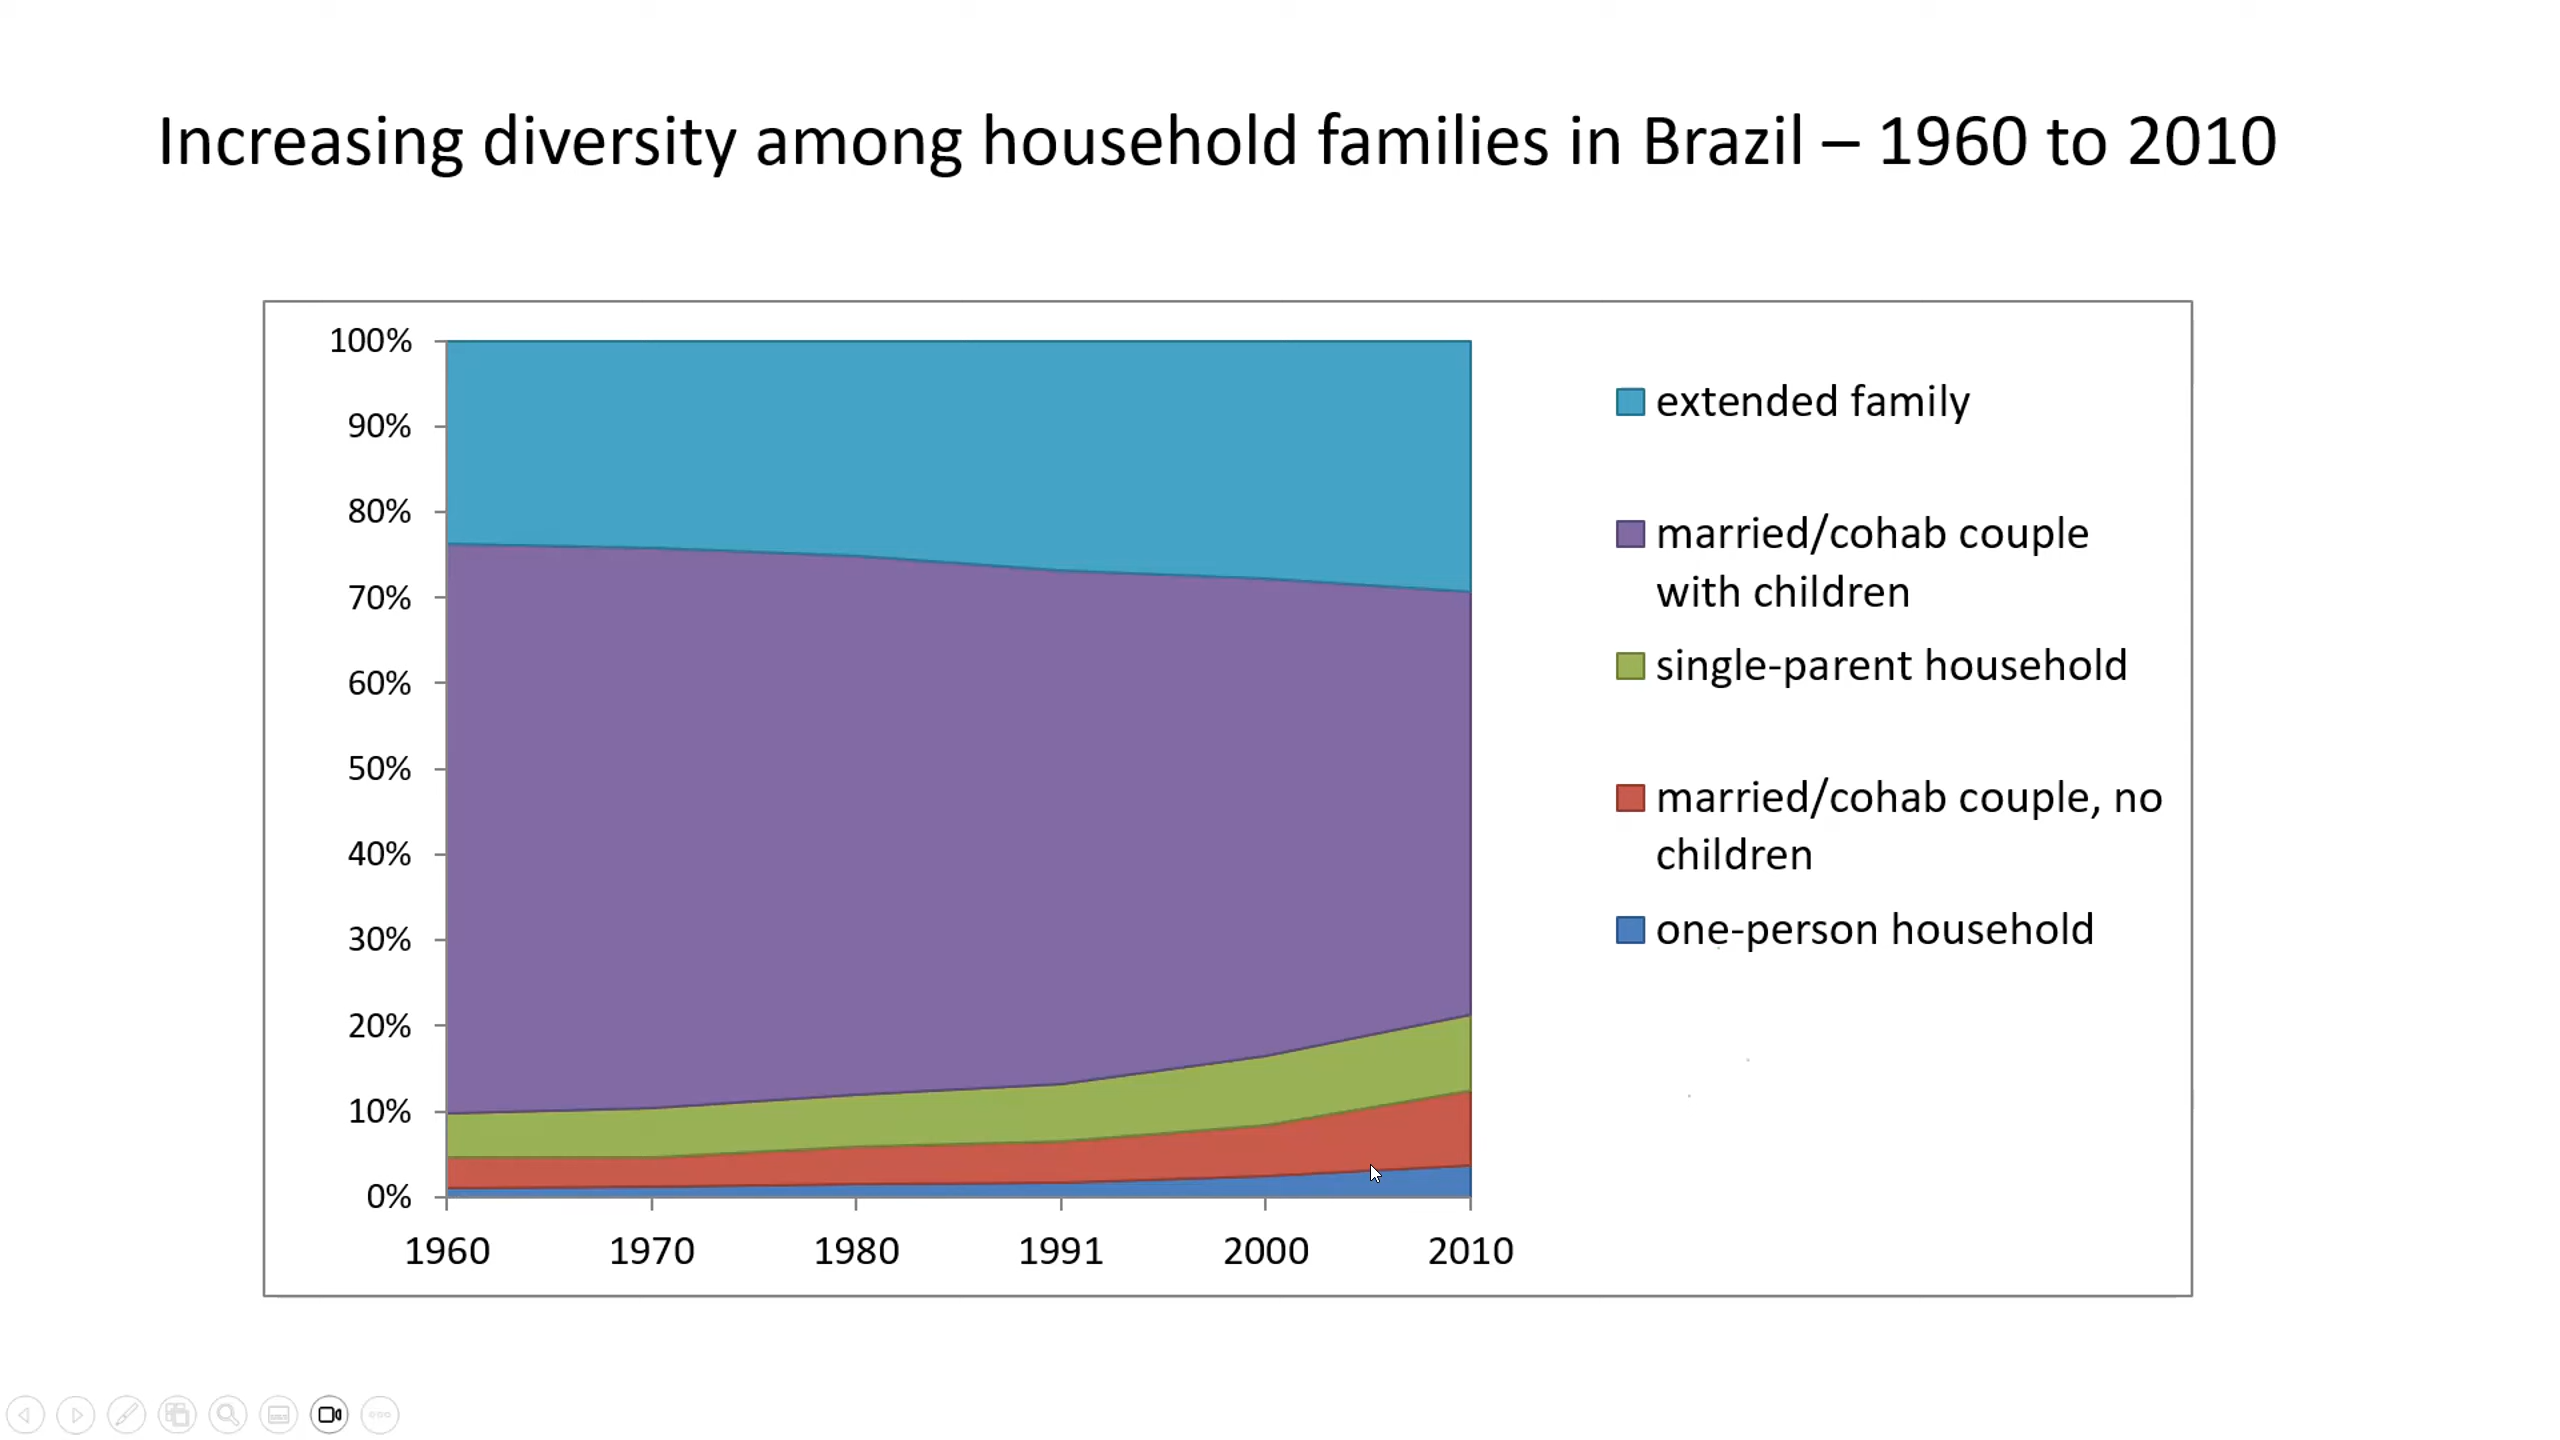 Increasing diversity among household families in Brazil – 1960 to 2010
100%
90%
80%
70%
60%
50%
40%
30%
20%
10%
0%
1960 1970 1980 1991 2000 2010
extended family
married/cohab couple
with children
single-parent household
married/cohab couple, no
children
one-person household